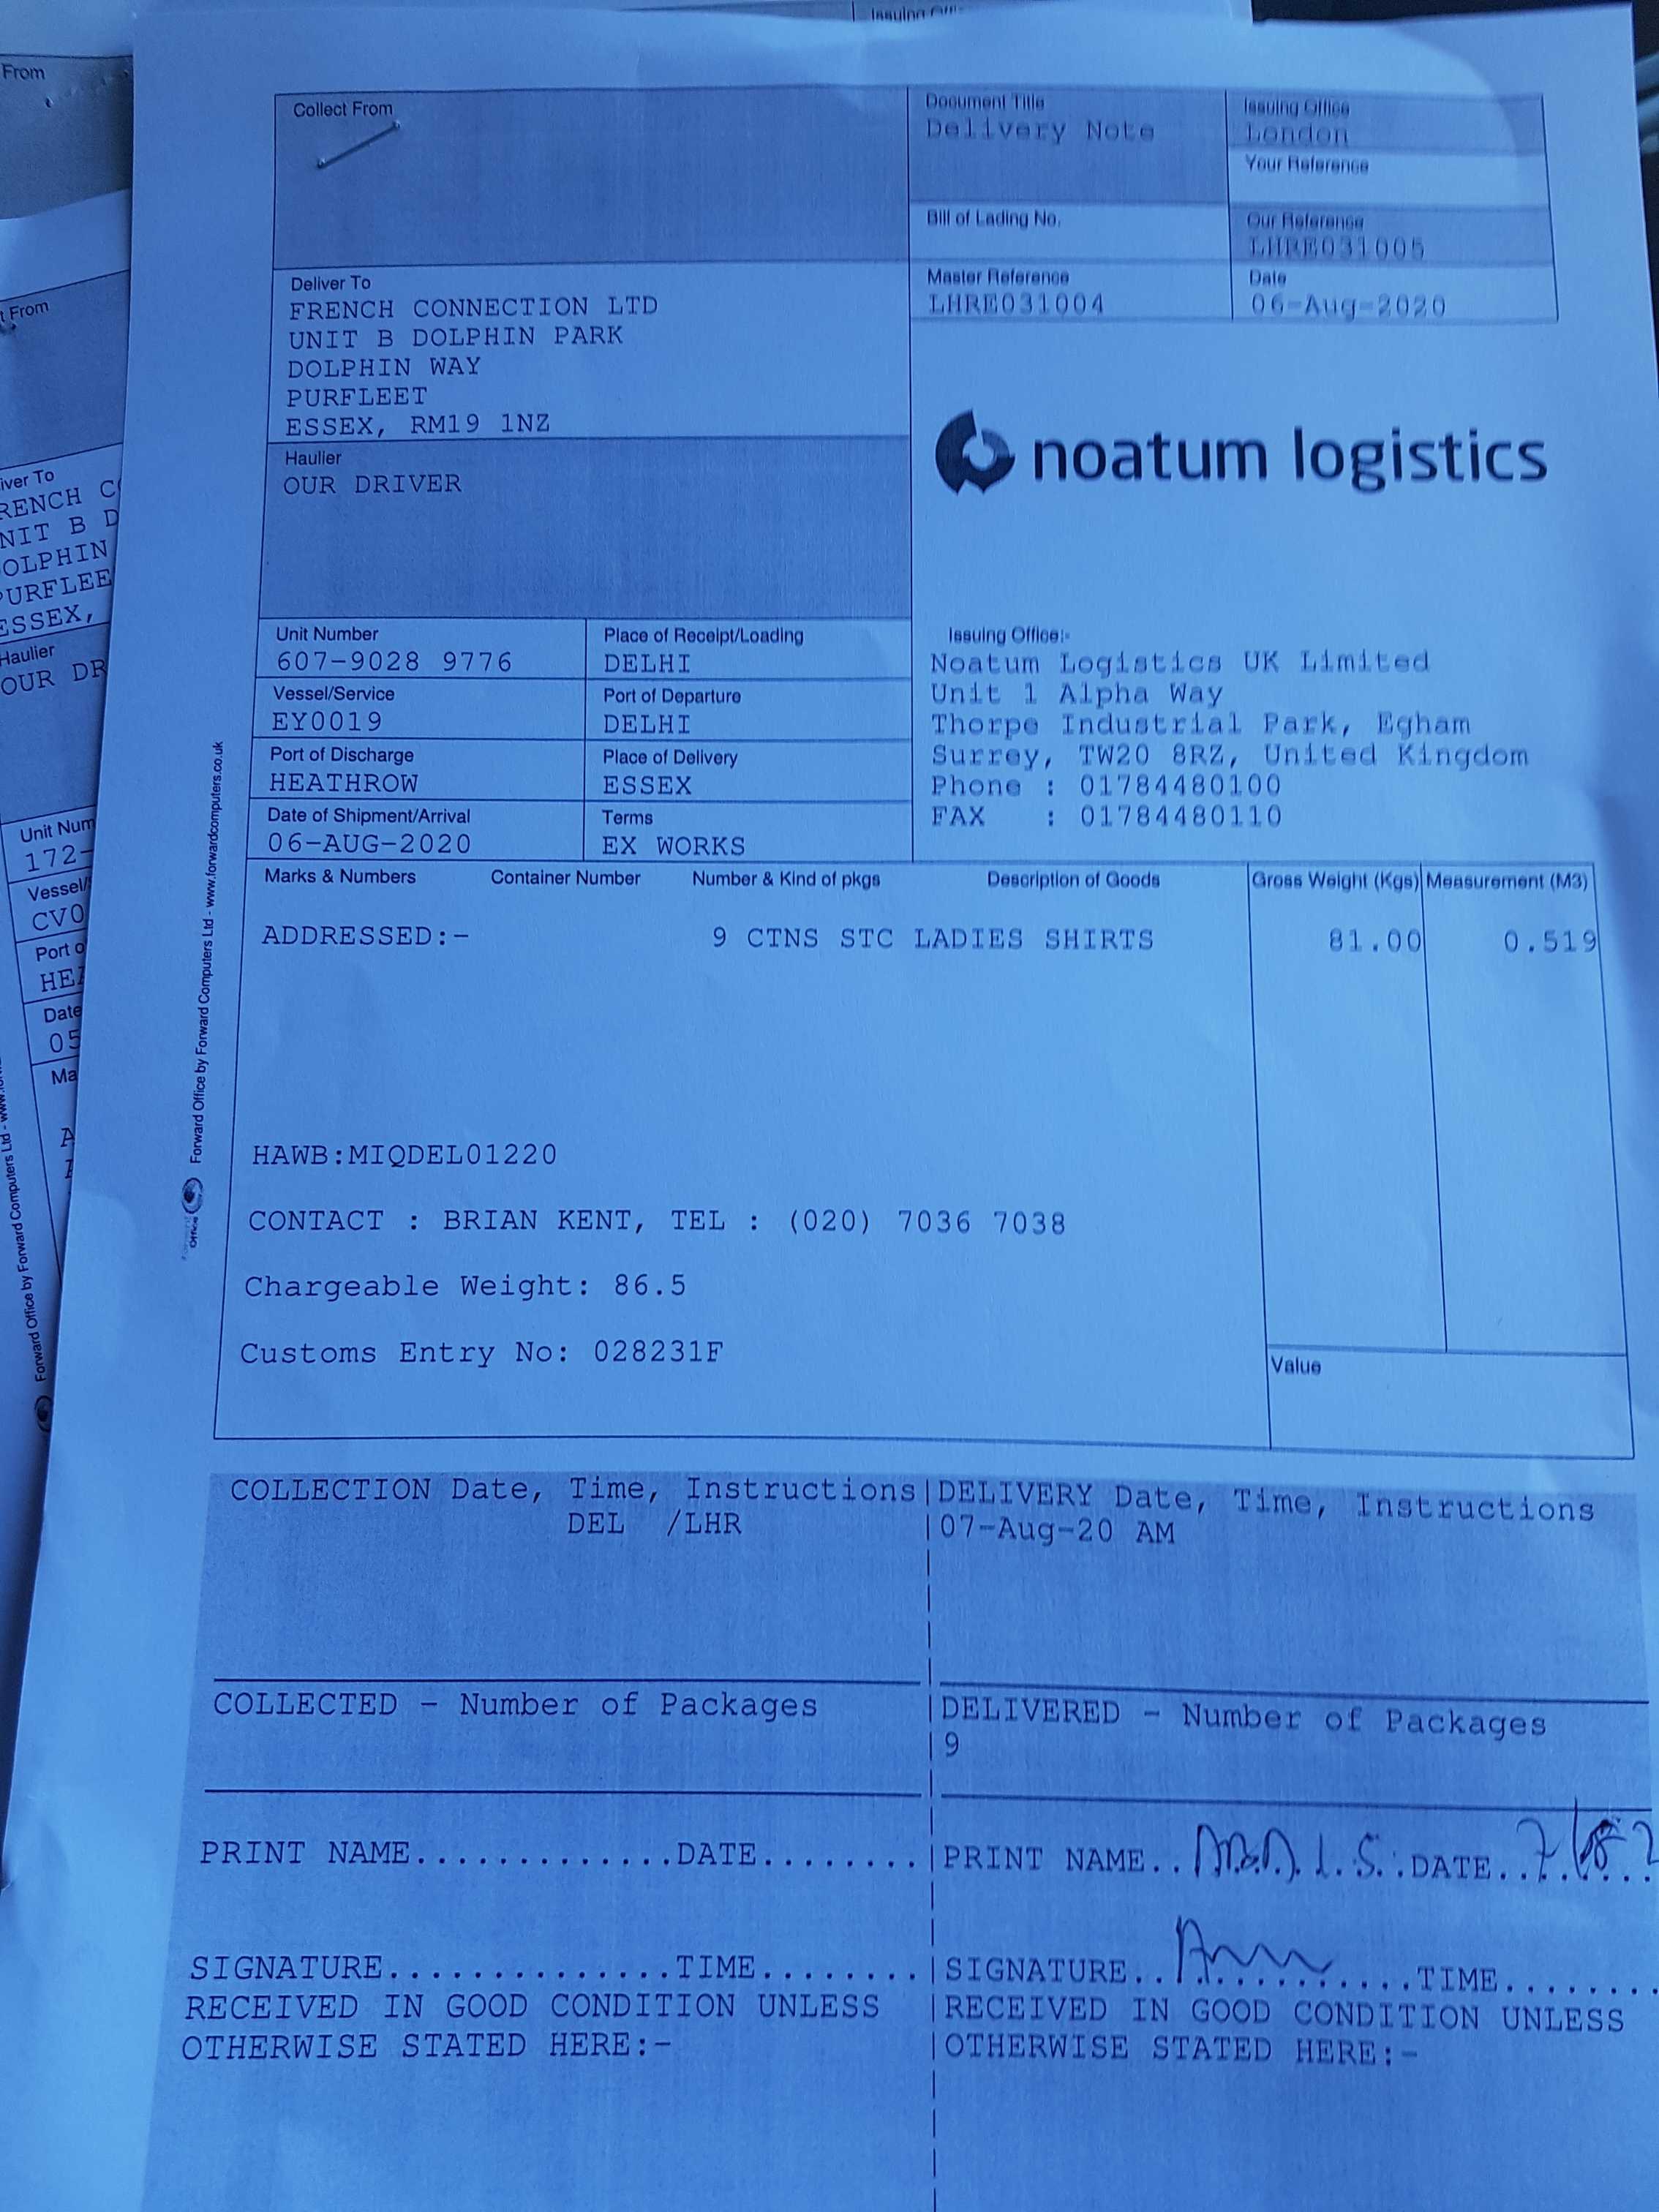 Issuing Offi
From
t From
iver To
RENCH C
NIT B D
OLPHIN
PURFLEE
ESSEX,
Haulier
OUR DR
Unit Num
172-
Vessel/
CV0
Port o
HEA
Date
05
Ma
A
Forward Office by Forward Computers Ltd - www.
Collect From
Document Title
Delivery Note
Issuing Office
London
Your Reference
Bill of Lading No.
Our Reference
LHRE031005
Deliver To
FRENCH CONNECTION LTD
UNIT B DOLPHIN PARK
DOLPHIN WAY
PURFLEET
ESSEX, RM19 1NZ
Master Reference
LHRE031004
Date
06-Aug-2020
noatum logistics
Haulier
OUR DRIVER
Unit Number
607-9028 9776
Place of Receipt/Loading
DELHI
Vessel/Service
EY0019
Port of Departure
DELHI
Port of Discharge
HEATHROW
Place of Delivery
ESSEX
Date of Shipment/Arrival
06-AUG-2020
Terms
EX WORKS
Issuing Office:-
Noatum Logistics UK Limited
Unit 1 Alpha Way
Thorpe Industrial Park, Egham
Surrey, TW20 8RZ, United Kingdom
Phone : 01784480100
FAX : 01784480110
Marks & Numbers Container Number Number & Kind of pkgs Description of Goods Gross Weight (Kgs) Measurement (M3)
ADDRESSED:- 9 CTNS STC LADIES SHIRTS 81.00 0.519
HAWB:MIQDEL01220
CONTACT : BRIAN KENT, TEL : (020) 7036 7038
Chargeable Weight: 86.5
Customs Entry No: 028231F
Value
Forward Office by Forward Computers Ltd - www.forwardcomputers.co.uk
COLLECTION Date, Time, Instructions
DEL /LHR
DELIVERY Date, Time, Instructions
07-Aug-20 AM
COLLECTED - Number of Packages
DELIVERED - Number of Packages
9
PRINT NAME.............DATE........
PRINT NAME.. DATE..
SIGNATURE..............TIME........
SIGNATURE.. TIME........
RECEIVED IN GOOD CONDITION UNLESS
OTHERWISE STATED HERE:-
RECEIVED IN GOOD CONDITION UNLESS
OTHERWISE STATED HERE:-